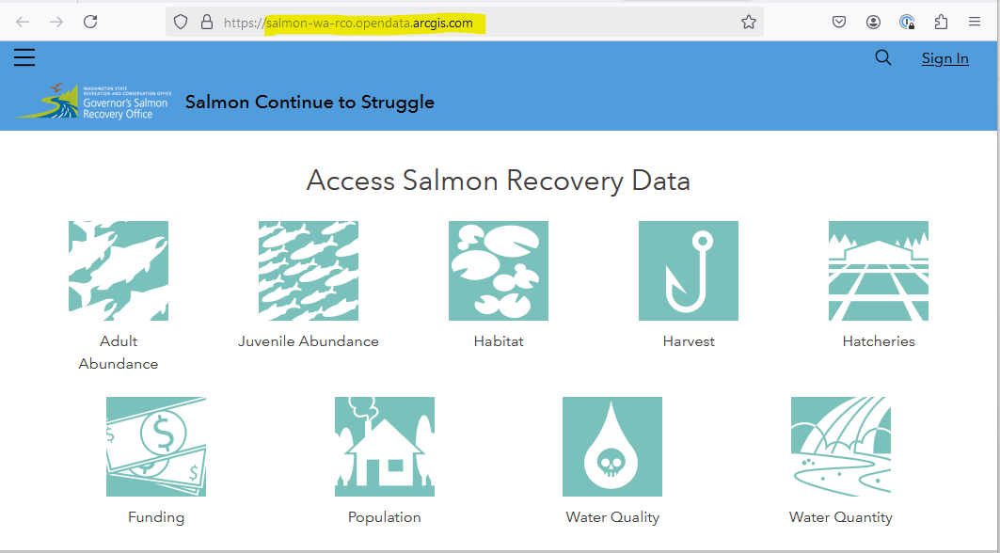 https://salmon-wa-rco.opendata.arcgis.com
Sign In
WASHINGTON STATE
RECREATION AND CONSERVATION OFFICE
Governor's Salmon
Recovery Office
Salmon Continue to Struggle
Access Salmon Recovery Data
Adult
Abundance
Juvenile Abundance
Habitat
Harvest
Hatcheries
$
$
$
Funding
Population
Water Quality
Water Quantity